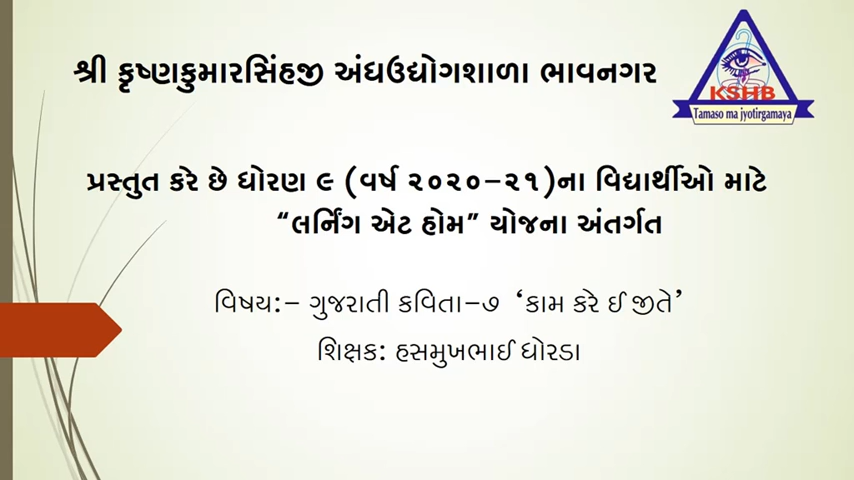 શ્રી કૃષ્ણકુમારસિંહજી અંધઉદ્યોગશાળા ભાવનગર
KSHB
Tamaso ma jyotirgamaya
પ્રસ્તુત કરે છે ધોરણ ૯ (વર્ષ ૨૦૨૦–૨૧)ના વિદ્યાર્થીઓ માટે
“લર્નિંગ એટ હોમ” યોજના અંતર્ગત
વિષય:– ગુજરાતી કવિતા–૭ ‘કામ કરે ઈ જીતે’
શિક્ષક: હસમુખભાઈ ધોરડા